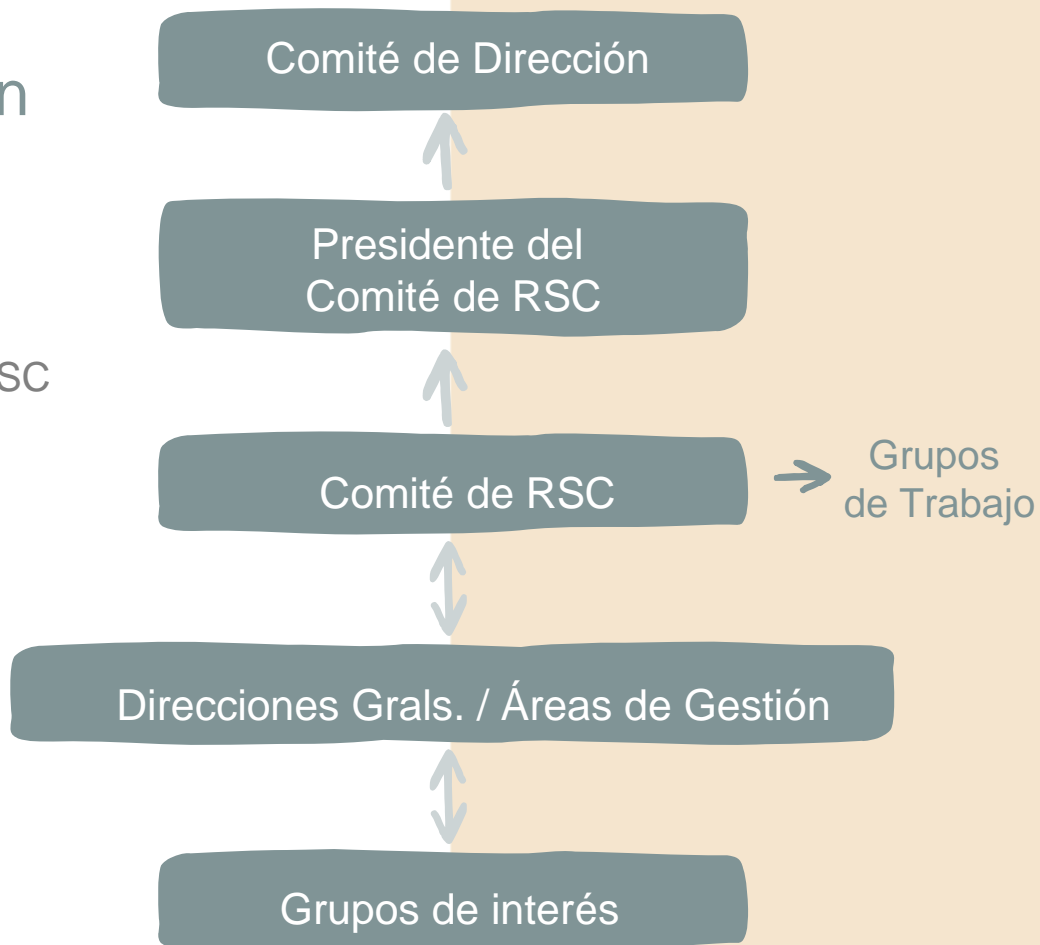 Comité de Dirección
n
Presidente del
Comité de RSC
SC
Comité de RSC
Grupos
de Trabajo
Direcciones Grals. / Áreas de Gestión
Grupos de interés